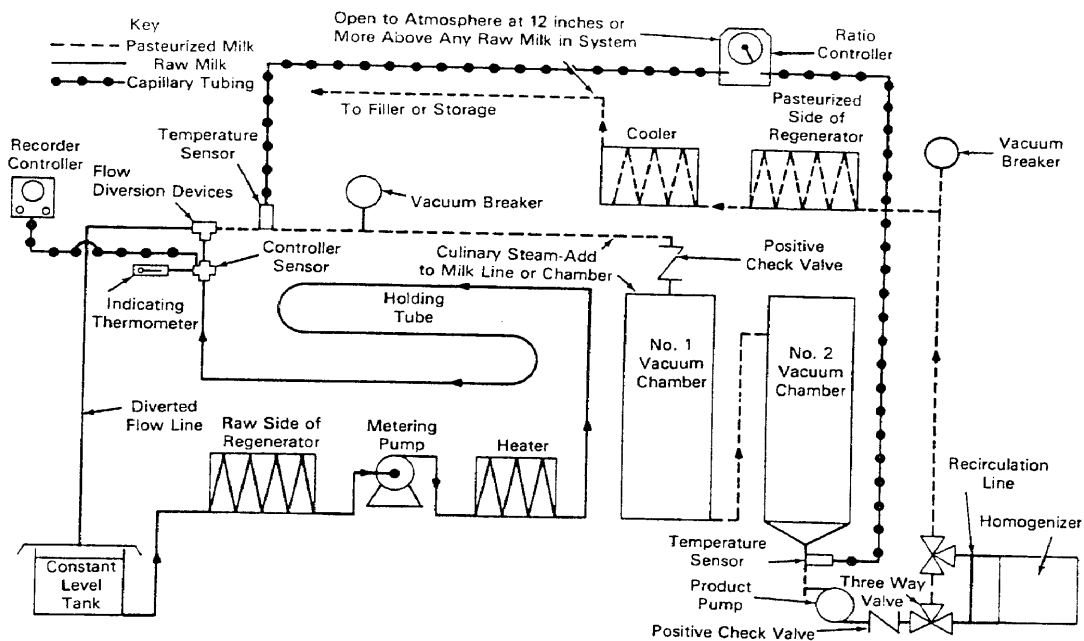 Key
Pasteurized Milk
Raw Milk
Capillary Tubing
Open to Atmosphere at 12 inches or
More Above Any Raw Milk in System
Ratio
Controller
To Filler or Storage
Pasteurized
Side of
Regenerator
Cooler
Temperature
Sensor
Recorder
Controller
Flow
Diversion Devices
Vacuum Breaker
Vacuum
Breaker
Controller
Sensor
Culinary Steam-Add
to Milk Line or Chamber
Positive
Check Valve
Indicating
Thermometer
Holding
Tube
No. 1
Vacuum
Chamber
No. 2
Vacuum
Chamber
Diverted
Flow Line
Raw Side of
Regenerator
Metering
Pump
Heater
Recirculation
Line
Homogenizer
Constant
Level
Tank
Temperature
Sensor
Product
Pump
Three Way
Valve
Positive Check Valve